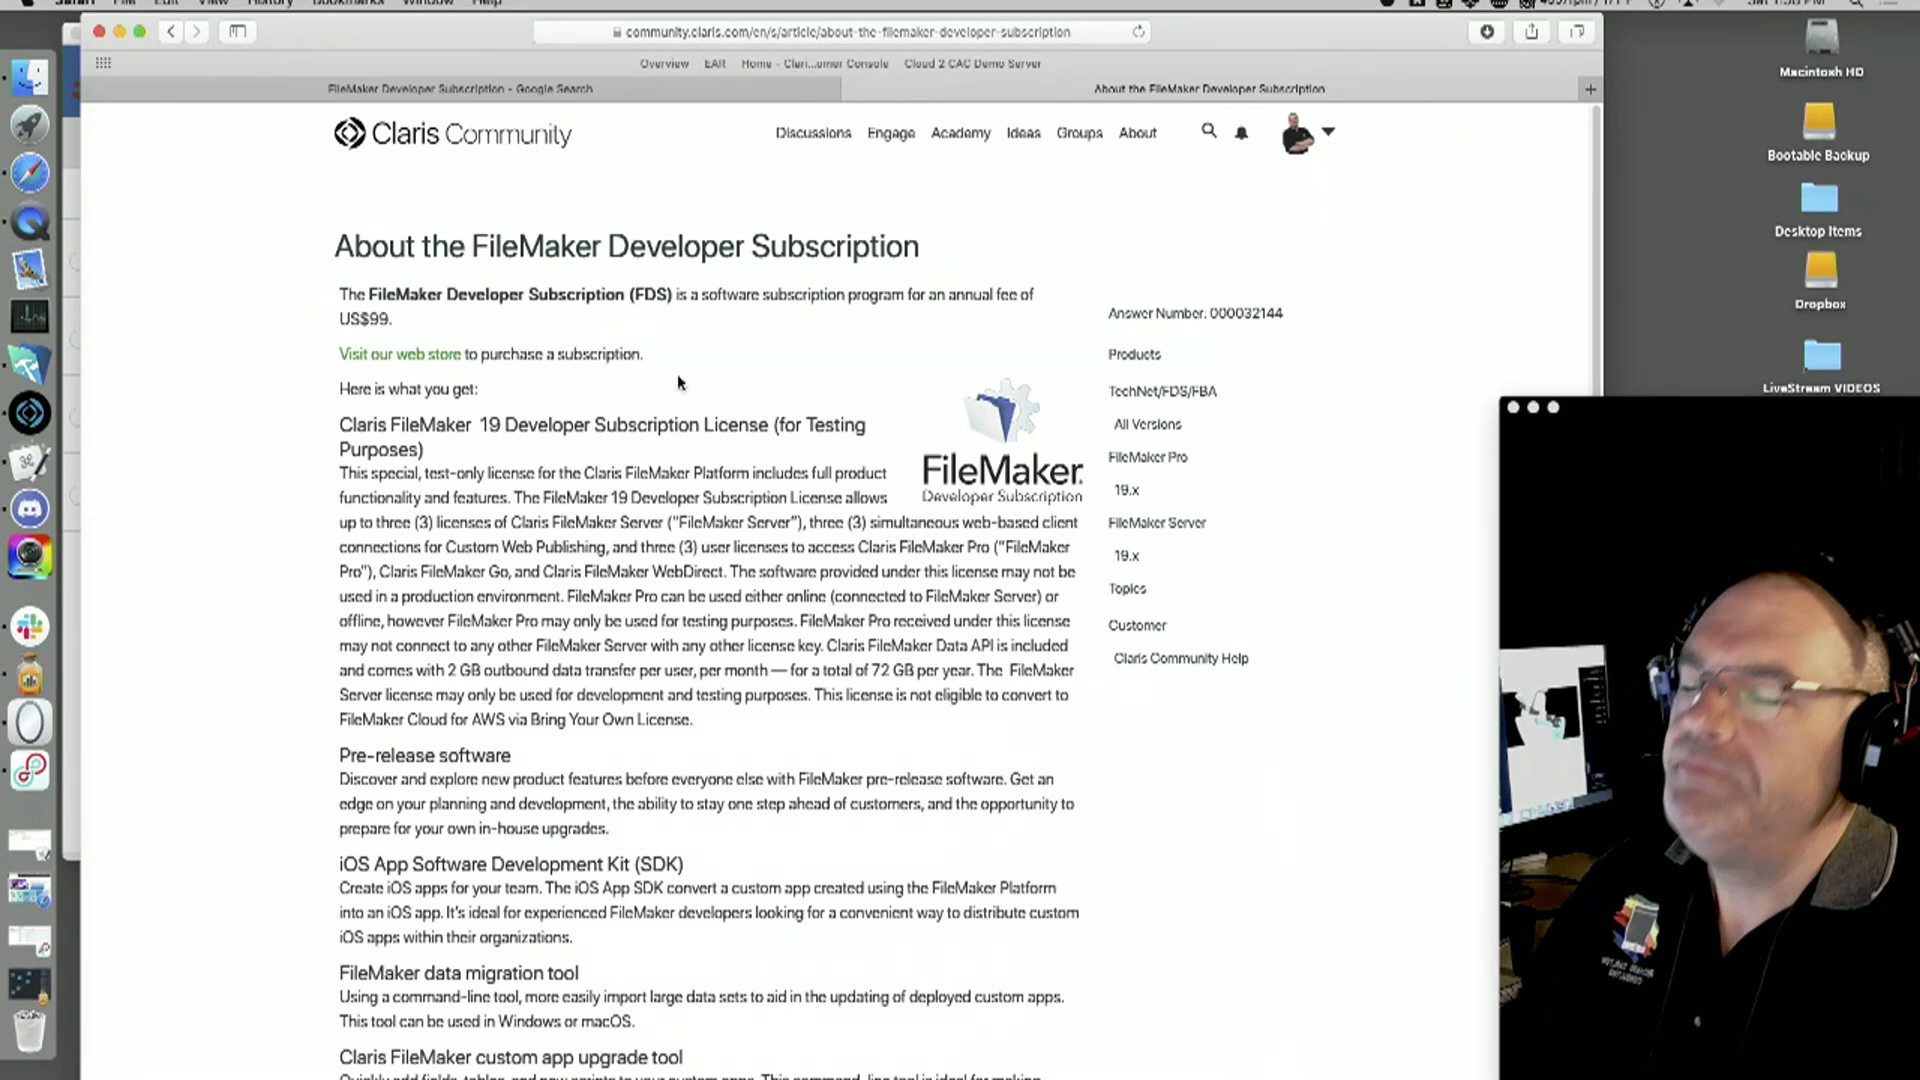 Safari File Edit View History Bookmarks Window Help
community.claris.com/en/s/article/about-the-filemaker-developer-subscription
Overview EAR Home - Clari...omer Console Cloud 2 CAC Demo Server
FileMaker Developer Subscription - Google Search
About the FileMaker Developer Subscription
Claris Community
Discussions Engage Academy Ideas Groups About
About the FileMaker Developer Subscription
The FileMaker Developer Subscription (FDS) is a software subscription program for an annual fee of
US$99.
Visit our web store to purchase a subscription.
Here is what you get:
Claris FileMaker 19 Developer Subscription License (for Testing
Purposes)
This special, test-only license for the Claris FileMaker Platform includes full product
functionality and features. The FileMaker 19 Developer Subscription License allows
up to three (3) licenses of Claris FileMaker Server ("FileMaker Server"), three (3) simultaneous web-based client
connections for Custom Web Publishing, and three (3) user licenses to access Claris FileMaker Pro ("FileMaker
Pro"), Claris FileMaker Go, and Claris FileMaker WebDirect. The software provided under this license may not be
used in a production environment. FileMaker Pro can be used either online (connected to FileMaker Server) or
offline, however FileMaker Pro may only be used for testing purposes. FileMaker Pro received under this license
may not connect to any other FileMaker Server with any other license key. Claris FileMaker Data API is included
and comes with 2 GB outbound data transfer per user, per month — for a total of 72 GB per year. The FileMaker
Server license may only be used for development and testing purposes. This license is not eligible to convert to
FileMaker Cloud for AWS via Bring Your Own License.
FileMaker.
Developer Subscription
Pre-release software
Discover and explore new product features before everyone else with FileMaker pre-release software. Get an
edge on your planning and development, the ability to stay one step ahead of customers, and the opportunity to
prepare for your own in-house upgrades.
iOS App Software Development Kit (SDK)
Create iOS apps for your team. The iOS App SDK convert a custom app created using the FileMaker Platform
into an iOS app. It's ideal for experienced FileMaker developers looking for a convenient way to distribute custom
iOS apps within their organizations.
FileMaker data migration tool
Using a command-line tool, more easily import large data sets to aid in the updating of deployed custom apps.
This tool can be used in Windows or macOS.
Claris FileMaker custom app upgrade tool
Answer Number: 000032144
Products
TechNet/FDS/FBA
All Versions
FileMaker Pro
19.x
FileMaker Server
19.x
Topics
Customer
Claris Community Help
Macintosh HD
Bootable Backup
Desktop Items
Dropbox
LiveStream VIDEOS